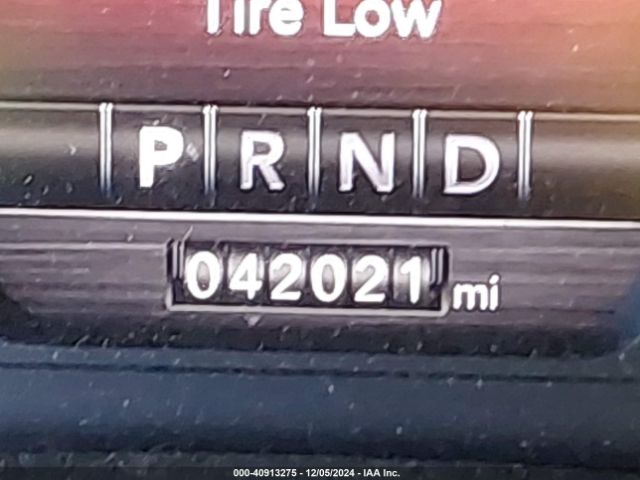 Tire Low
P R N D
042021 mi
000-40913275 - 12/05/2024 - IAA Inc.